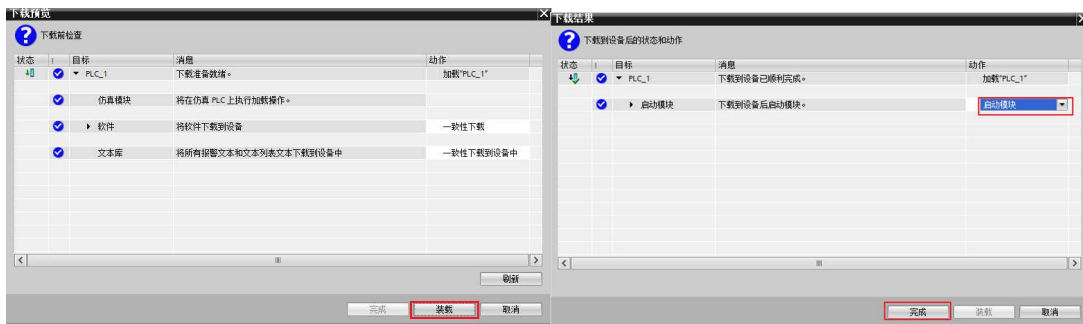 下载预览
下载前检查
状态 ! 目标 消息 动作
PLC_1 下载准备就绪。 加载"PLC_1"
仿真模块 将在仿真 PLC 上执行加载操作。
软件 将软件下载到设备 一致性下载
文本库 将所有报警文本和文本列表文本下载到设备中 一致性下载到设备中
刷新
完成 装载 取消
下载结果
下载到设备后的状态和动作
状态 ! 目标 消息 动作
PLC_1 下载到设备已顺利完成。 加载"PLC_1"
启动模块 下载到设备后启动模块。 启动模块
完成 装载 取消